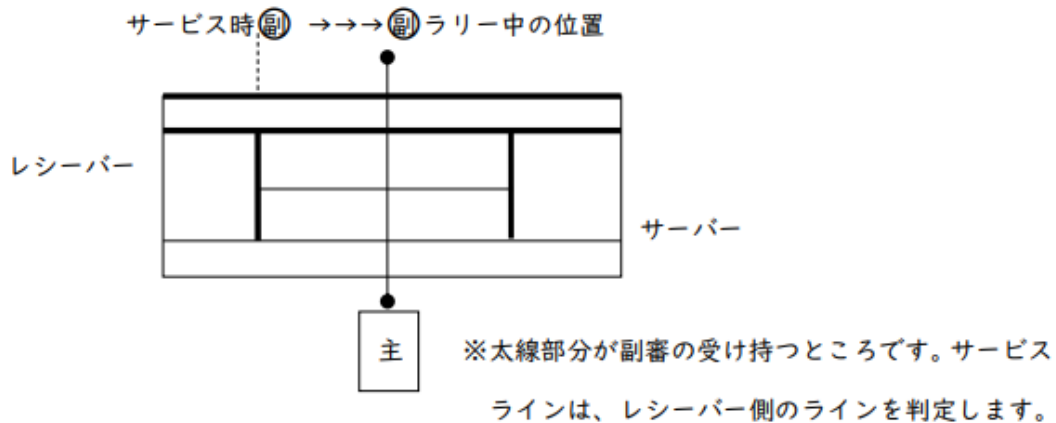 サービス時副 →→→副ラリー中の位置
レシーバー
サーバー
主
※太線部分が副審の受け持つところです。サービス
ラインは、レシーバー側のラインを判定します。